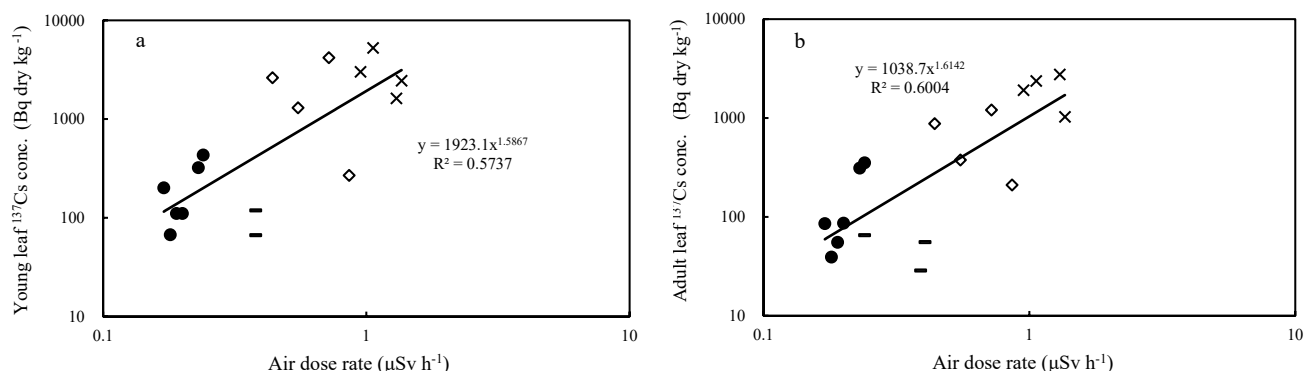 a
10000
1000
100
10
0.1
1
10
Young leaf ¹³⁷Cs conc. (Bq dry kg⁻¹)
Air dose rate (μSv h⁻¹)
y = 1923.1x^1.5867
R² = 0.5737
b
10000
1000
100
10
0.1
1
10
Adult leaf ¹³⁷Cs conc. (Bq dry kg⁻¹)
Air dose rate (μSv h⁻¹)
y = 1038.7x^1.6142
R² = 0.6004